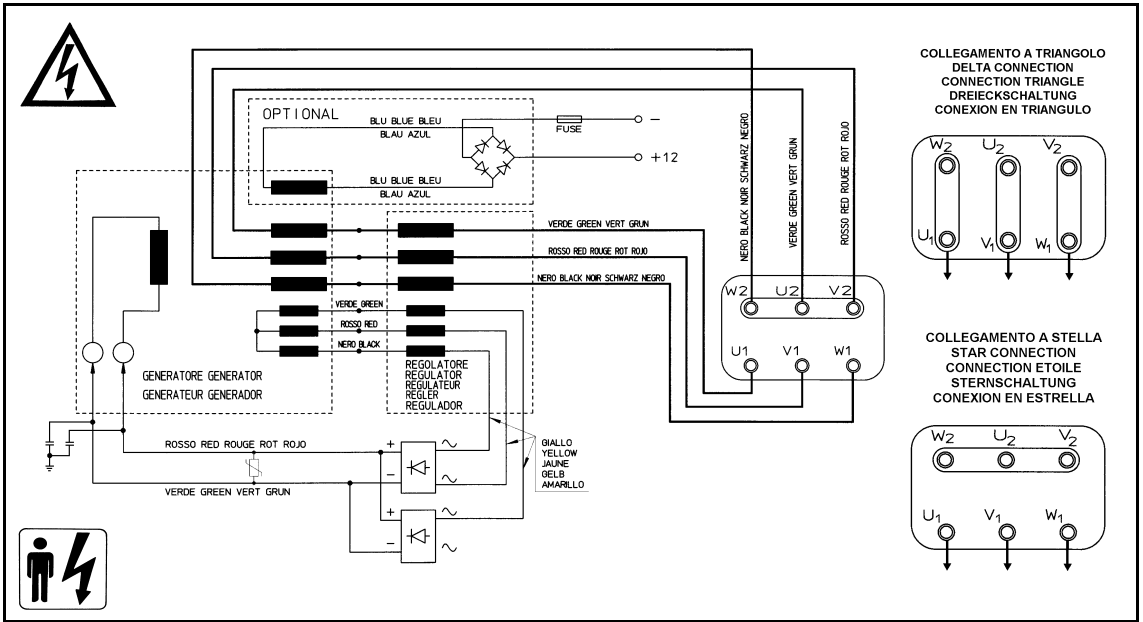 OPTIONAL
BLU BLUE BLEU
BLAU AZUL
FUSE
−
+12
BLU BLUE BLEU
BLAU AZUL
VERDE GREEN VERT GRUN
ROSSO RED ROUGE ROT ROJO
NERO BLACK NOIR SCHWARZ NEGRO
NERO BLACK NOIR SCHWARZ NEGRO
VERDE GREEN VERT GRUN
ROSSO RED ROUGE ROT ROJO
VERDE GREEN
ROSSO RED
NERO BLACK
GENERATORE GENERATOR
GENERATEUR GENERADOR
REGOLATORE
REGULATOR
REGULATEUR
REGLER
REGULADOR
ROSSO RED ROUGE ROT ROJO
VERDE GREEN VERT GRUN
+
−
+
−
GIALLO
YELLOW
JAUNE
GELB
AMARILLO
W2 U2 V2
U1 V1 W1
COLLEGAMENTO A TRIANGOLO
DELTA CONNECTION
CONNECTION TRIANGLE
DREIECKSCHALTUNG
CONEXION EN TRIANGULO
W2 U2 V2
U1 V1 W1
COLLEGAMENTO A STELLA
STAR CONNECTION
CONNECTION ETOILE
STERNSCHALTUNG
CONEXION EN ESTRELLA
W2 U2 V2
U1 V1 W1